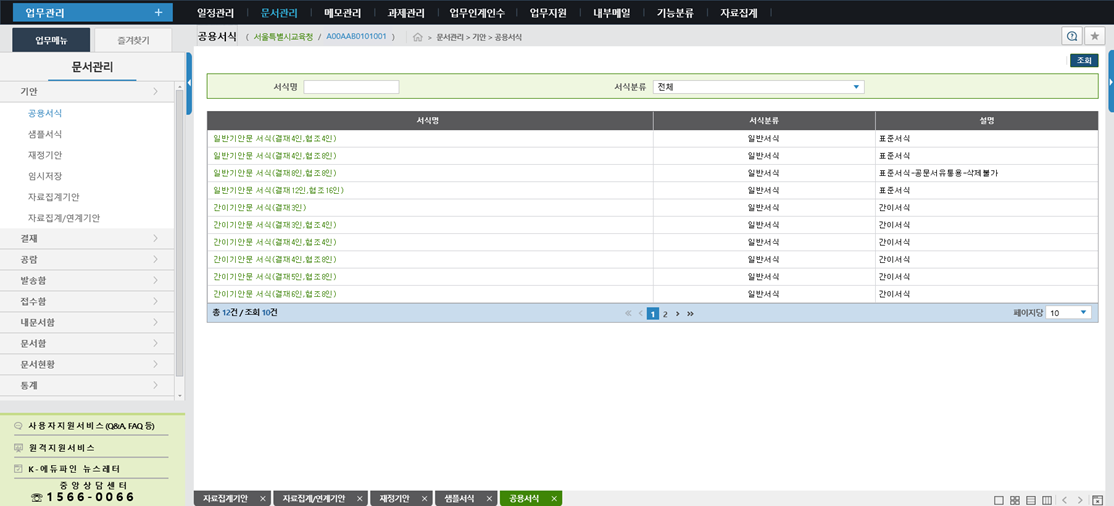 업무관리 +
일정관리 문서관리 메모관리 과제관리 업무인계인수 업무지원 내부메일 기능분류 자료집계
업무메뉴 즐겨찾기
공용서식 ( 서울특별시교육청 / A00AAB0101001 ) > 문서관리 > 기안 > 공용서식
문서관리
조회
서식명 서식분류 전체
기안
공용서식
샘플서식
재정기안
임시저장
자료집계기안
자료집계/연계기안
결재
공람
발송함
접수함
내문서함
문서함
문서현황
통계
서식명 서식분류 설명
일반기안문 서식(결재4인,협조4인) 일반서식 표준서식
일반기안문 서식(결재4인,협조8인) 일반서식 표준서식
일반기안문 서식(결재8인,협조8인) 일반서식 표준서식-공문서유통용-삭제불가
일반기안문 서식(결재12인,협조16인) 일반서식 표준서식
간이기안문 서식(결재3인) 일반서식 간이서식
간이기안문 서식(결재3인,협조4인) 일반서식 간이서식
간이기안문 서식(결재4인,협조4인) 일반서식 간이서식
간이기안문 서식(결재4인,협조8인) 일반서식 간이서식
간이기안문 서식(결재5인,협조8인) 일반서식 간이서식
간이기안문 서식(결재6인,협조8인) 일반서식 간이서식
총 12건 / 조회 10건 1 2 페이지당 10
사용자지원서비스(Q&A, FAQ 등)
원격지원서비스
K-에듀파인 뉴스레터
중앙상담센터
☏1566-0066
자료집계기안 × 자료집계/연계기안 × 재정기안 × 샘플서식 × 공용서식 ×